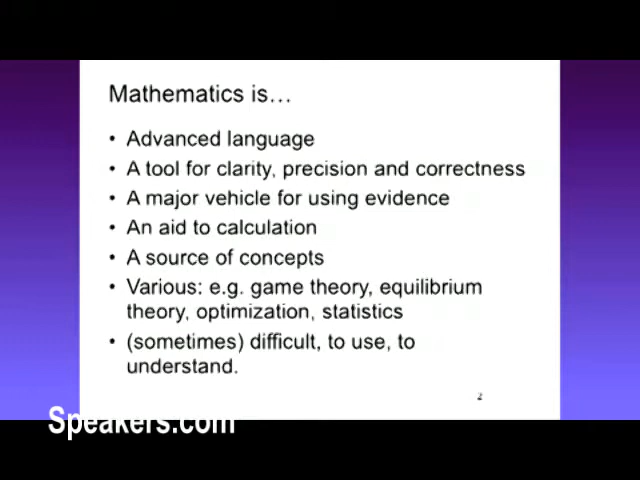 Mathematics is…
• Advanced language
• A tool for clarity, precision and correctness
• A major vehicle for using evidence
• An aid to calculation
• A source of concepts
• Various: e.g. game theory, equilibrium
theory, optimization, statistics
• (sometimes) difficult, to use, to
understand.
2
Speakers.com